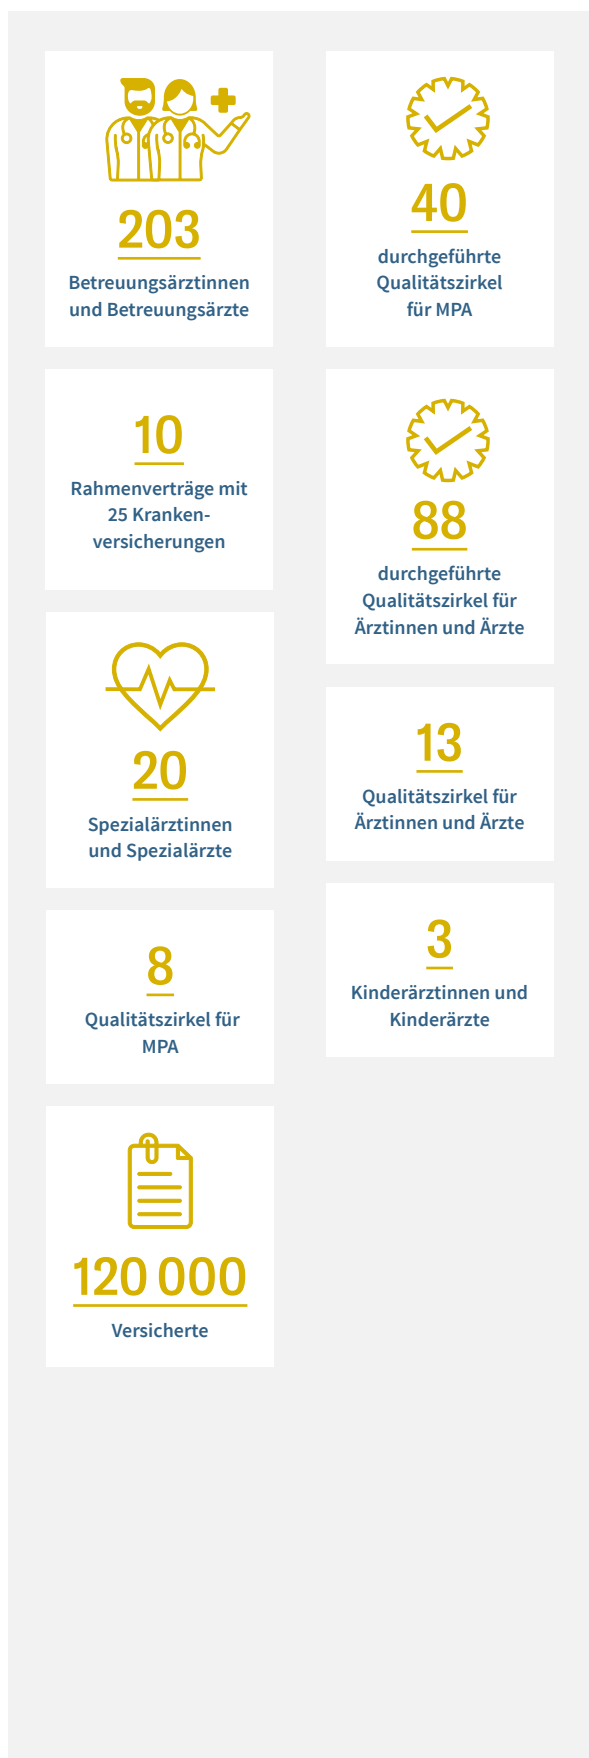 203
Betreuungsärztinnen
und Betreuungsärzte
10
Rahmenverträge mit
25 Kranken-
versicherungen
20
Spezialärztinnen
und Spezialärzte
8
Qualitätszirkel für
MPA
120 000
Versicherte
40
durchgeführte
Qualitätszirkel
für MPA
88
durchgeführte
Qualitätszirkel für
Ärztinnen und Ärzte
13
Qualitätszirkel für
Ärztinnen und Ärzte
3
Kinderärztinnen und
Kinderärzte